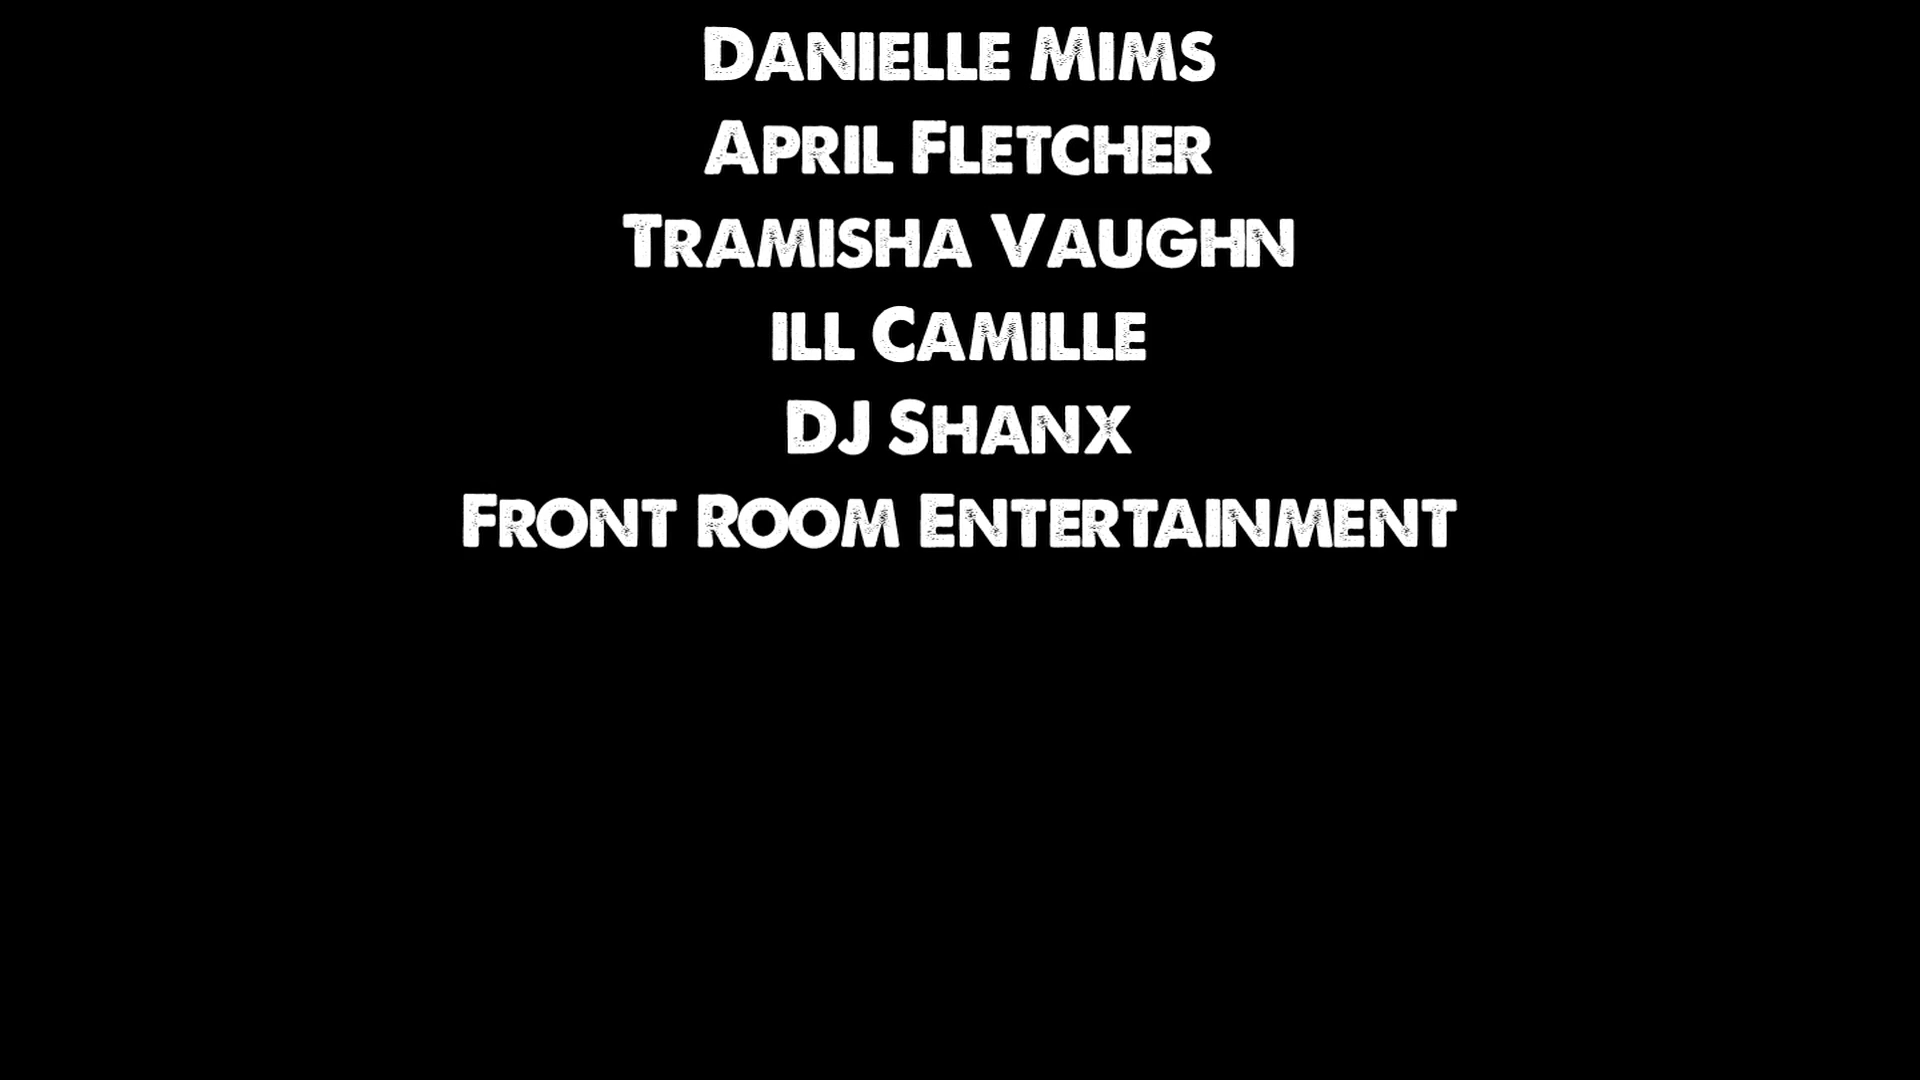 Danielle Mims
April Fletcher
Tramisha Vaughn
ill Camille
DJ Shanx
Front Room Entertainment